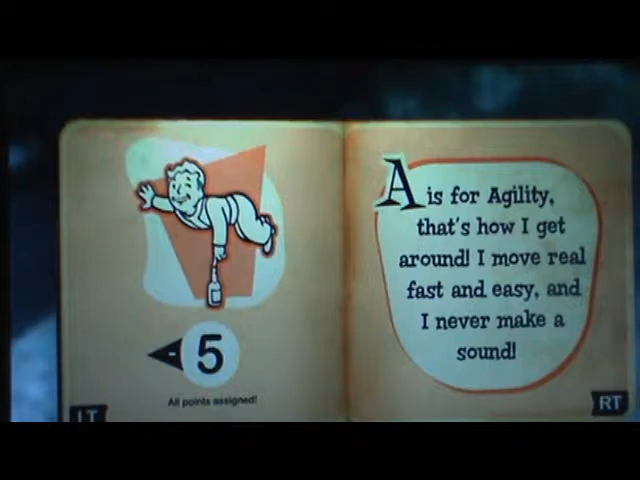 5
All points assigned!
LT
A is for Agility,
that's how I get
around! I move real
fast and easy, and
I never make a
sound!
RT